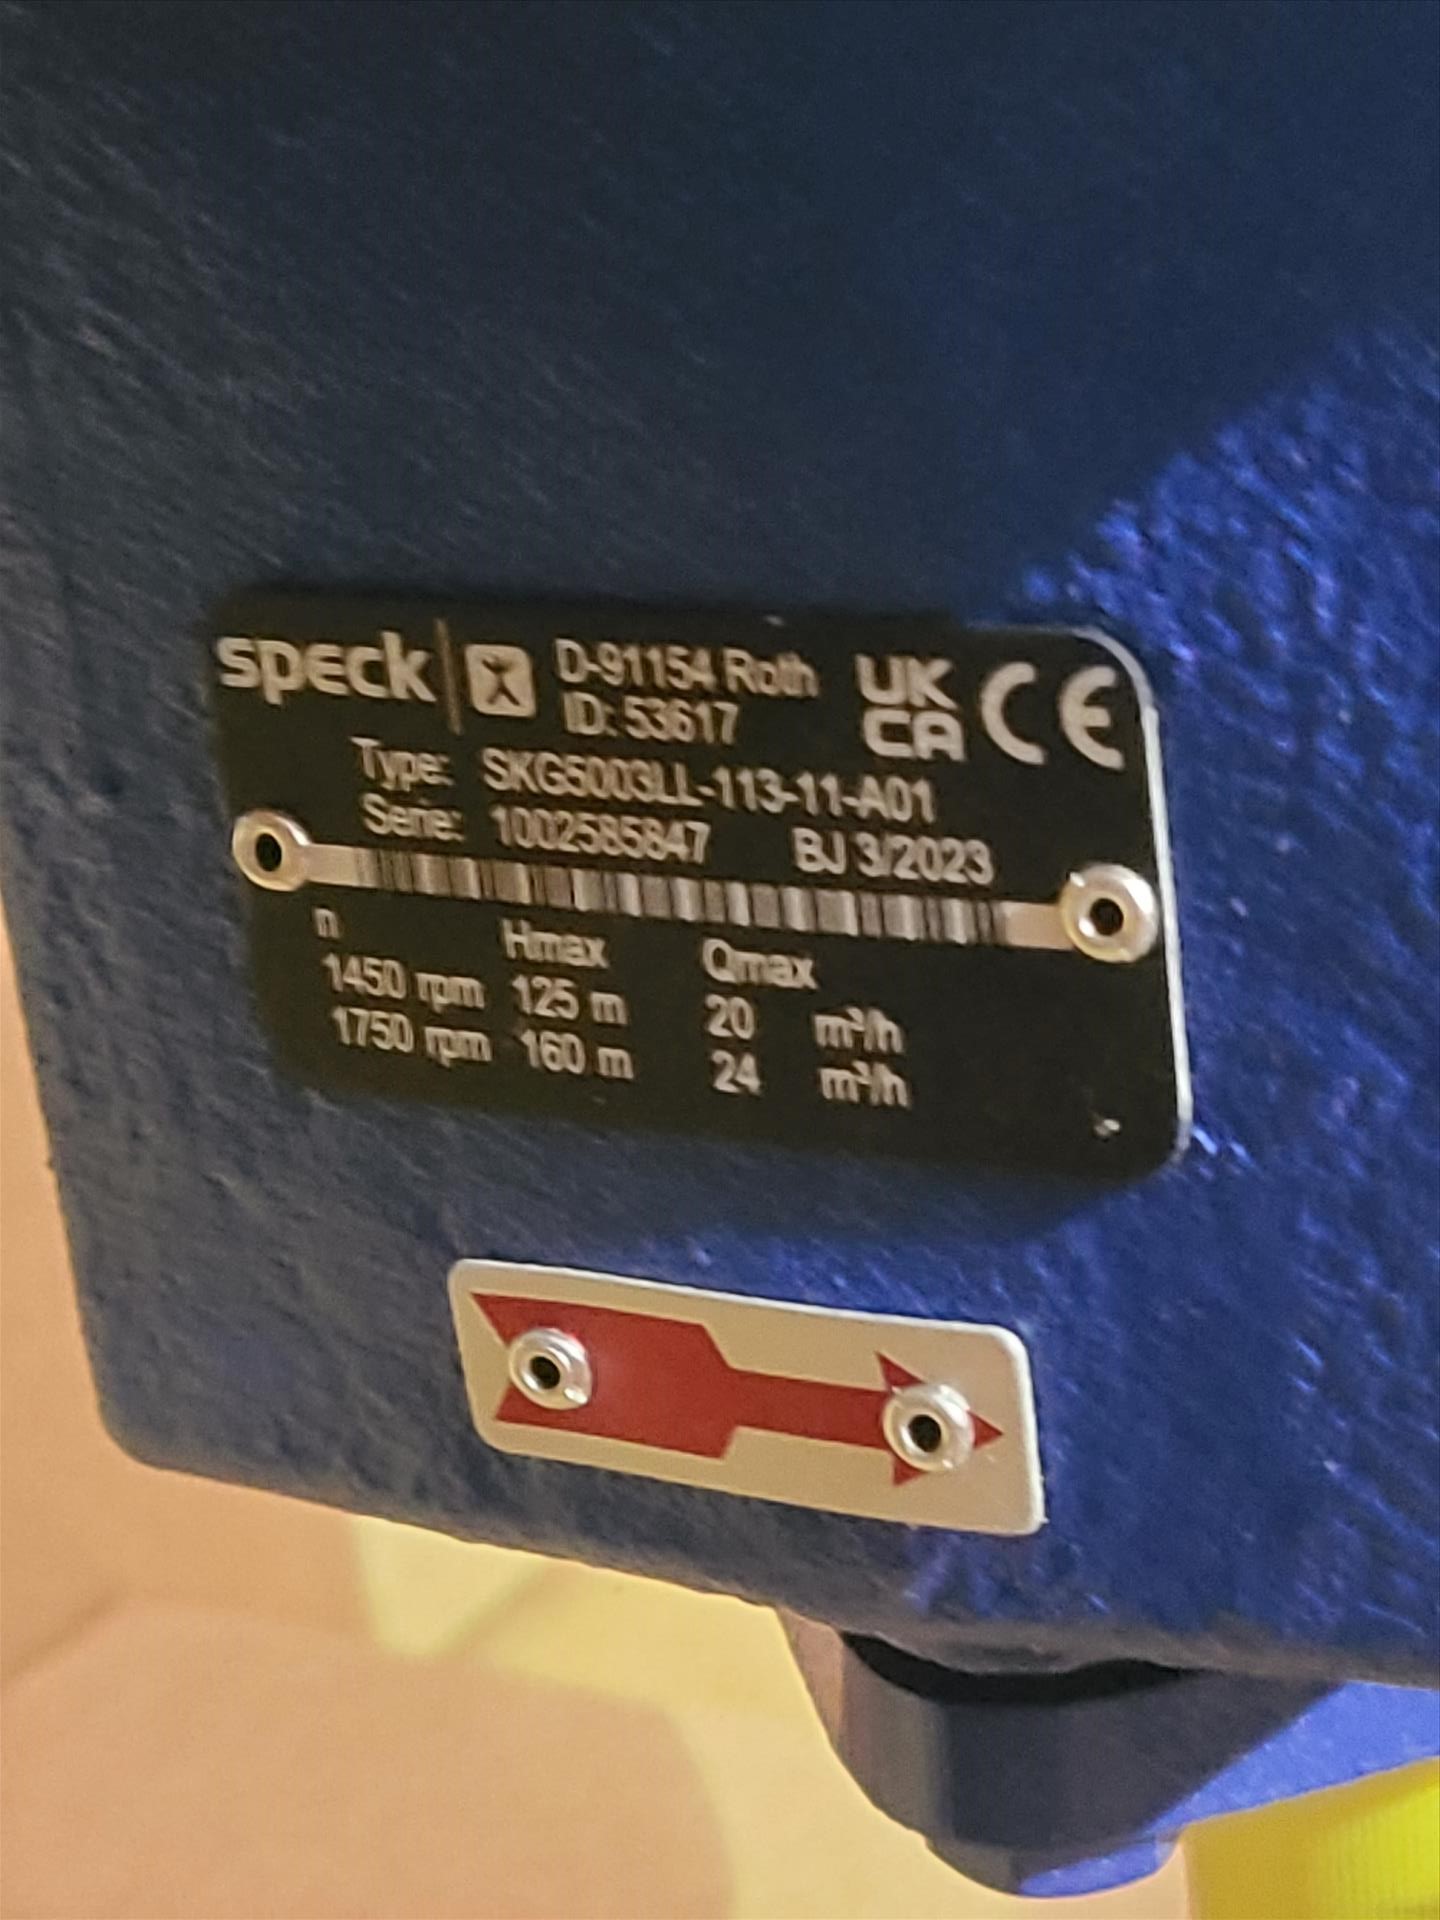 speck D-91154 Roth UK CA CE
ID: 53617
Type: SKG5003LL-113-11-A01
Serie: 1002585847 BJ 3/2023
n Hmax Qmax
1450 rpm 125 m 20 m³/h
1750 rpm 160 m 24 m³/h